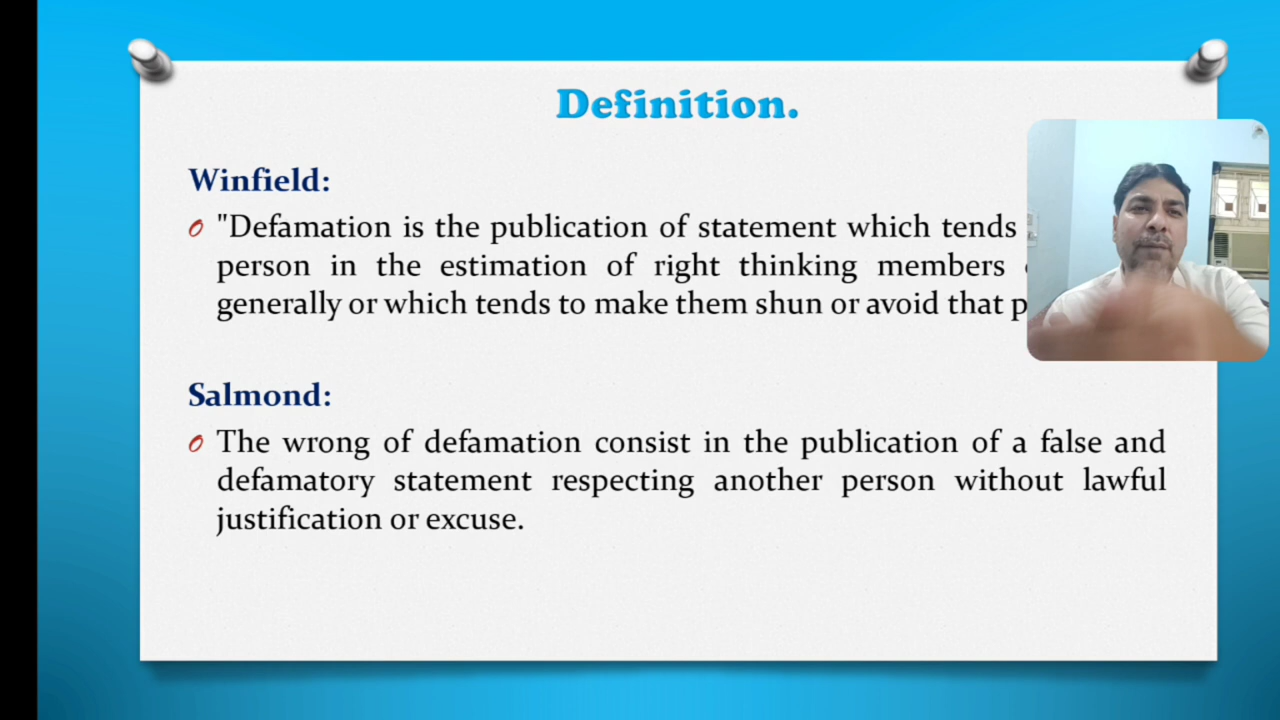 Definition.
Winfield:
"Defamation is the publication of statement which tends
person in the estimation of right thinking members
generally or which tends to make them shun or avoid that
Salmond:
The wrong of defamation consist in the publication of a false and
defamatory statement respecting another person without lawful
justification or excuse.